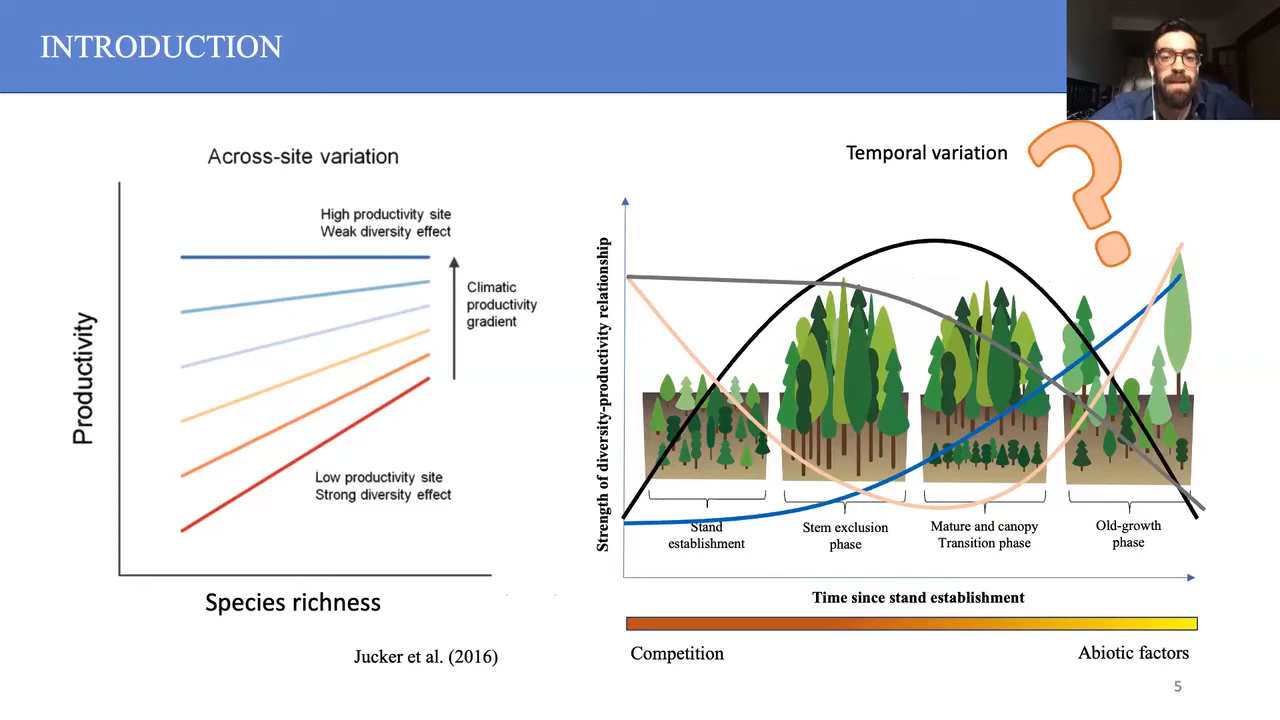 INTRODUCTION
Across-site variation
High productivity site
Weak diversity effect
Climatic
productivity
gradient
Productivity
Low productivity site
Strong diversity effect
Species richness
Jucker et al. (2016)
Temporal variation
?
Strength of diversity-productivity relationship
Stand
establishment
Stem exclusion
phase
Mature and canopy
Transition phase
Old-growth
phase
Time since stand establishment
Competition
Abiotic factors
5